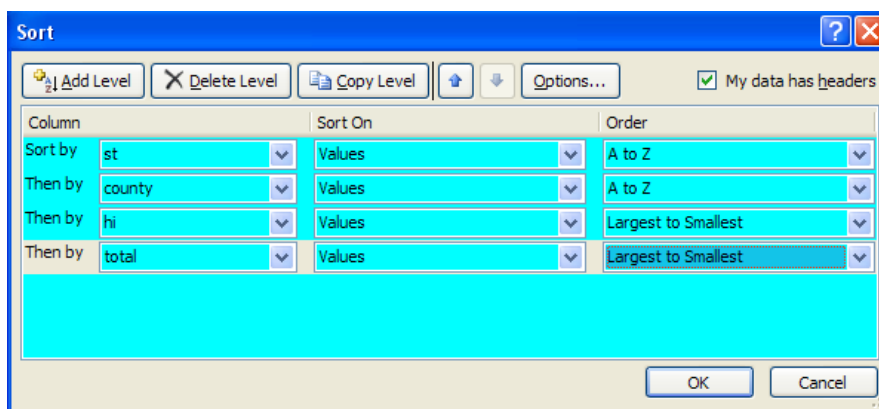 Sort
Add Level Delete Level Copy Level Options... My data has headers
Column Sort On Order
Sort by st Values A to Z
Then by county Values A to Z
Then by hi Values Largest to Smallest
Then by total Values Largest to Smallest
OK Cancel